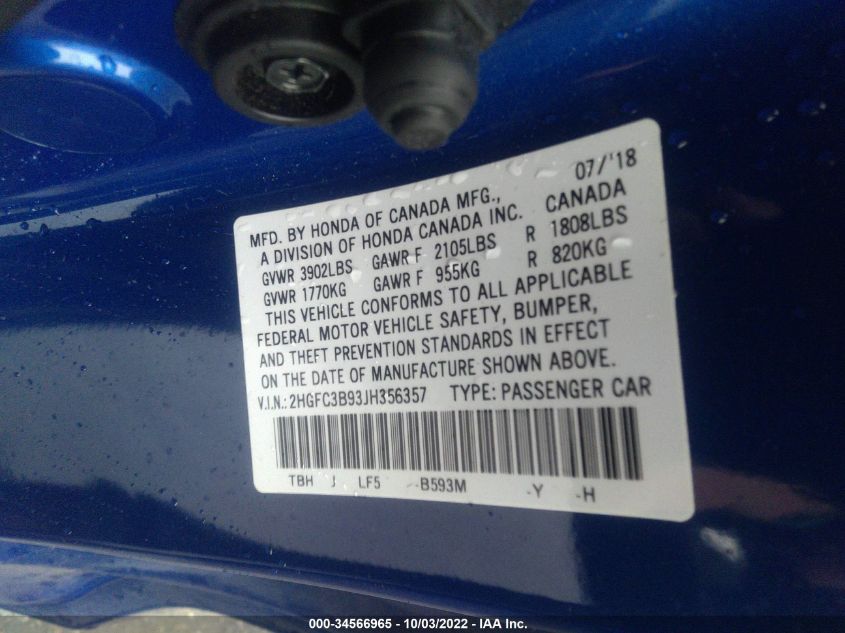 07/'18
MFD. BY HONDA OF CANADA MFG.,
A DIVISION OF HONDA CANADA INC. CANADA
GVWR 3902LBS GAWR F 2105LBS R 1808LBS
GVWR 1770KG GAWR F 955KG R 820KG
THIS VEHICLE CONFORMS TO ALL APPLICABLE
FEDERAL MOTOR VEHICLE SAFETY, BUMPER,
AND THEFT PREVENTION STANDARDS IN EFFECT
ON THE DATE OF MANUFACTURE SHOWN ABOVE.
V.I.N.:2HGFC3B93JH356357 TYPE: PASSENGER CAR
TBH LF5 -B593M -Y -H
000-34566965 - 10/03/2022 - IAA Inc.